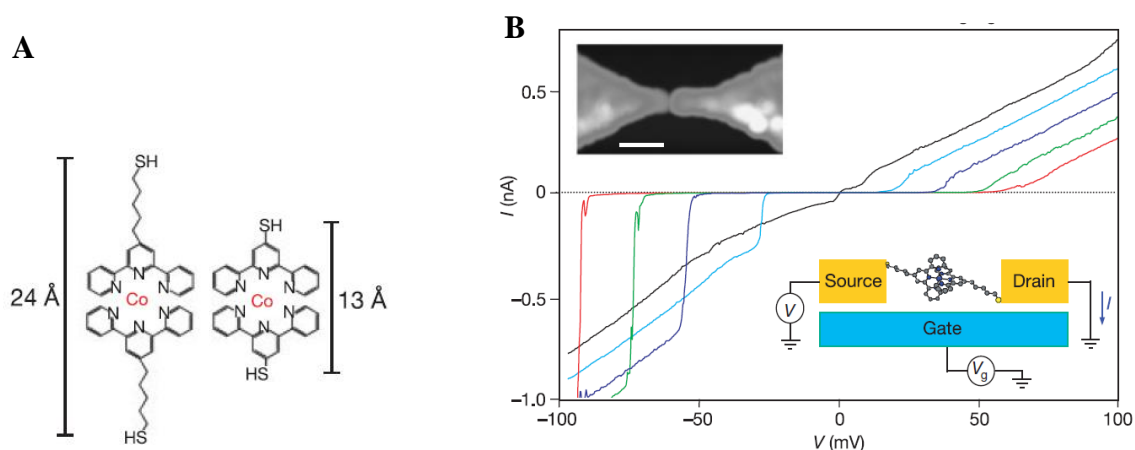 A
SH
N
N
N
Co
N
N
N
HS
24 Å
SH
N
N
N
Co
N
N
N
HS
13 Å
B
0.5
0
−0.5
−1.0
I (nA)
−100
−50
0
50
100
V (mV)
Source
Drain
Gate
V
I
Vg